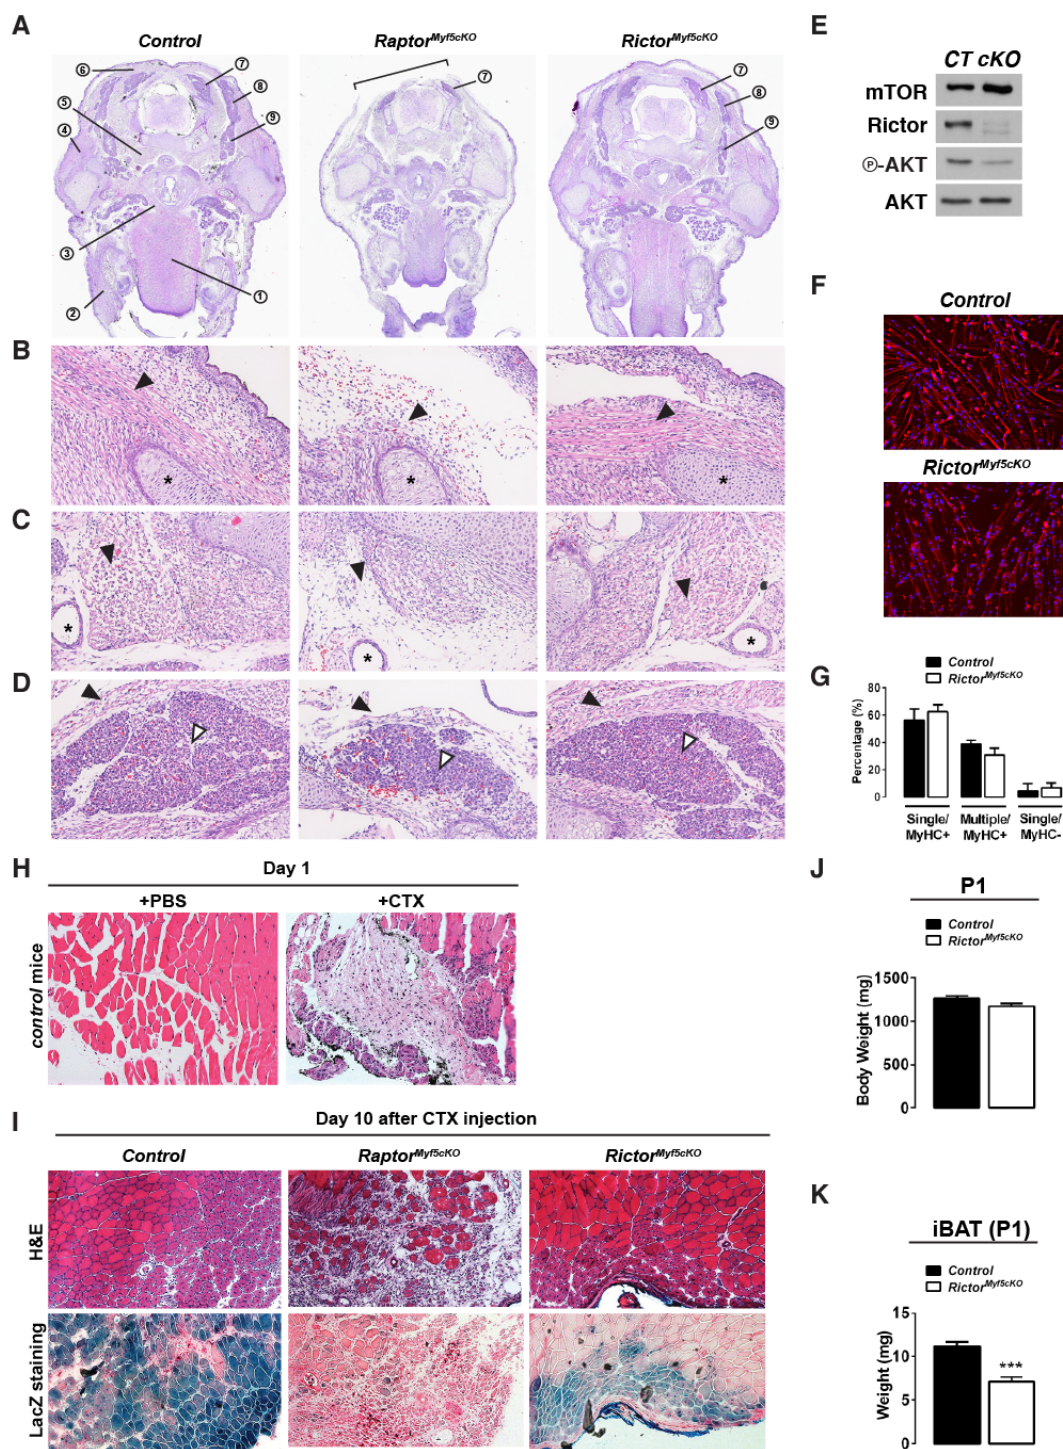 A
Control
Raptor^Myf5cKO
Rictor^Myf5cKO
⑥
⑦
⑧
⑤
④
⑨
③
②
①
⑦
⑦
⑧
⑨
B
*
*
*
C
*
*
*
D
E
CT cKO
mTOR
Rictor
Ⓟ-AKT
AKT
F
Control
Rictor^Myf5cKO
G
Control
Rictor^Myf5cKO
Percentage (%)
80
60
40
20
0
Single/ MyHC+
Multiple/ MyHC+
Single/ MyHC-
H
Day 1
+PBS
+CTX
control mice
I
Day 10 after CTX injection
Control
Raptor^Myf5cKO
Rictor^Myf5cKO
H&E
LacZ staining
J
P1
Control
Rictor^Myf5cKO
Body Weight (mg)
1500
1000
500
0
K
iBAT (P1)
Control
Rictor^Myf5cKO
Weight (mg)
15
10
5
0
***